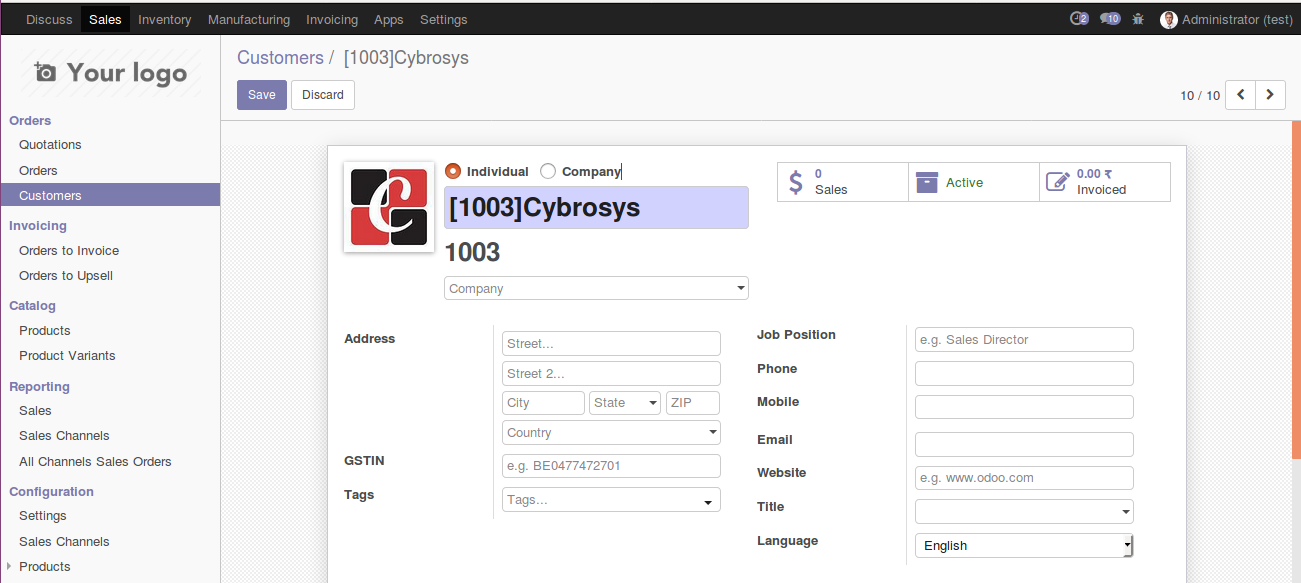 Discuss Sales Inventory Manufacturing Invoicing Apps Settings 2 10 Administrator (test)
Your logo
Customers / [1003]Cybrosys
Save Discard
10 / 10
Orders
Quotations
Orders
Customers
Invoicing
Orders to Invoice
Orders to Upsell
Catalog
Products
Product Variants
Reporting
Sales
Sales Channels
All Channels Sales Orders
Configuration
Settings
Sales Channels
Products
C
Individual Company
[1003]Cybrosys
1003
Company
0
Sales
Active
0.00 ₹
Invoiced
Address
Street...
Street 2...
City State ZIP
Country
GSTIN e.g. BE0477472701
Tags Tags...
Job Position e.g. Sales Director
Phone
Mobile
Email
Website e.g. www.odoo.com
Title
Language English